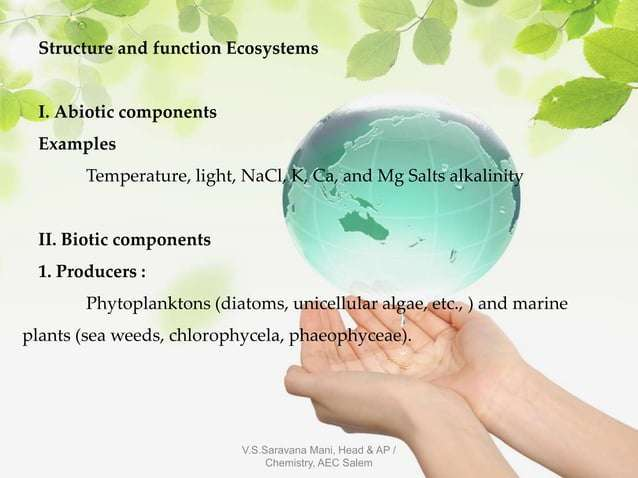 Structure and function Ecosystems
I. Abiotic components
Examples
Temperature, light, NaCl, K, Ca, and Mg Salts alkalinity
II. Biotic components
1. Producers :
Phytoplanktons (diatoms, unicellular algae, etc., ) and marine
plants (sea weeds, chlorophycela, phaeophyceae).
V.S.Saravana Mani, Head & AP /
Chemistry, AEC Salem